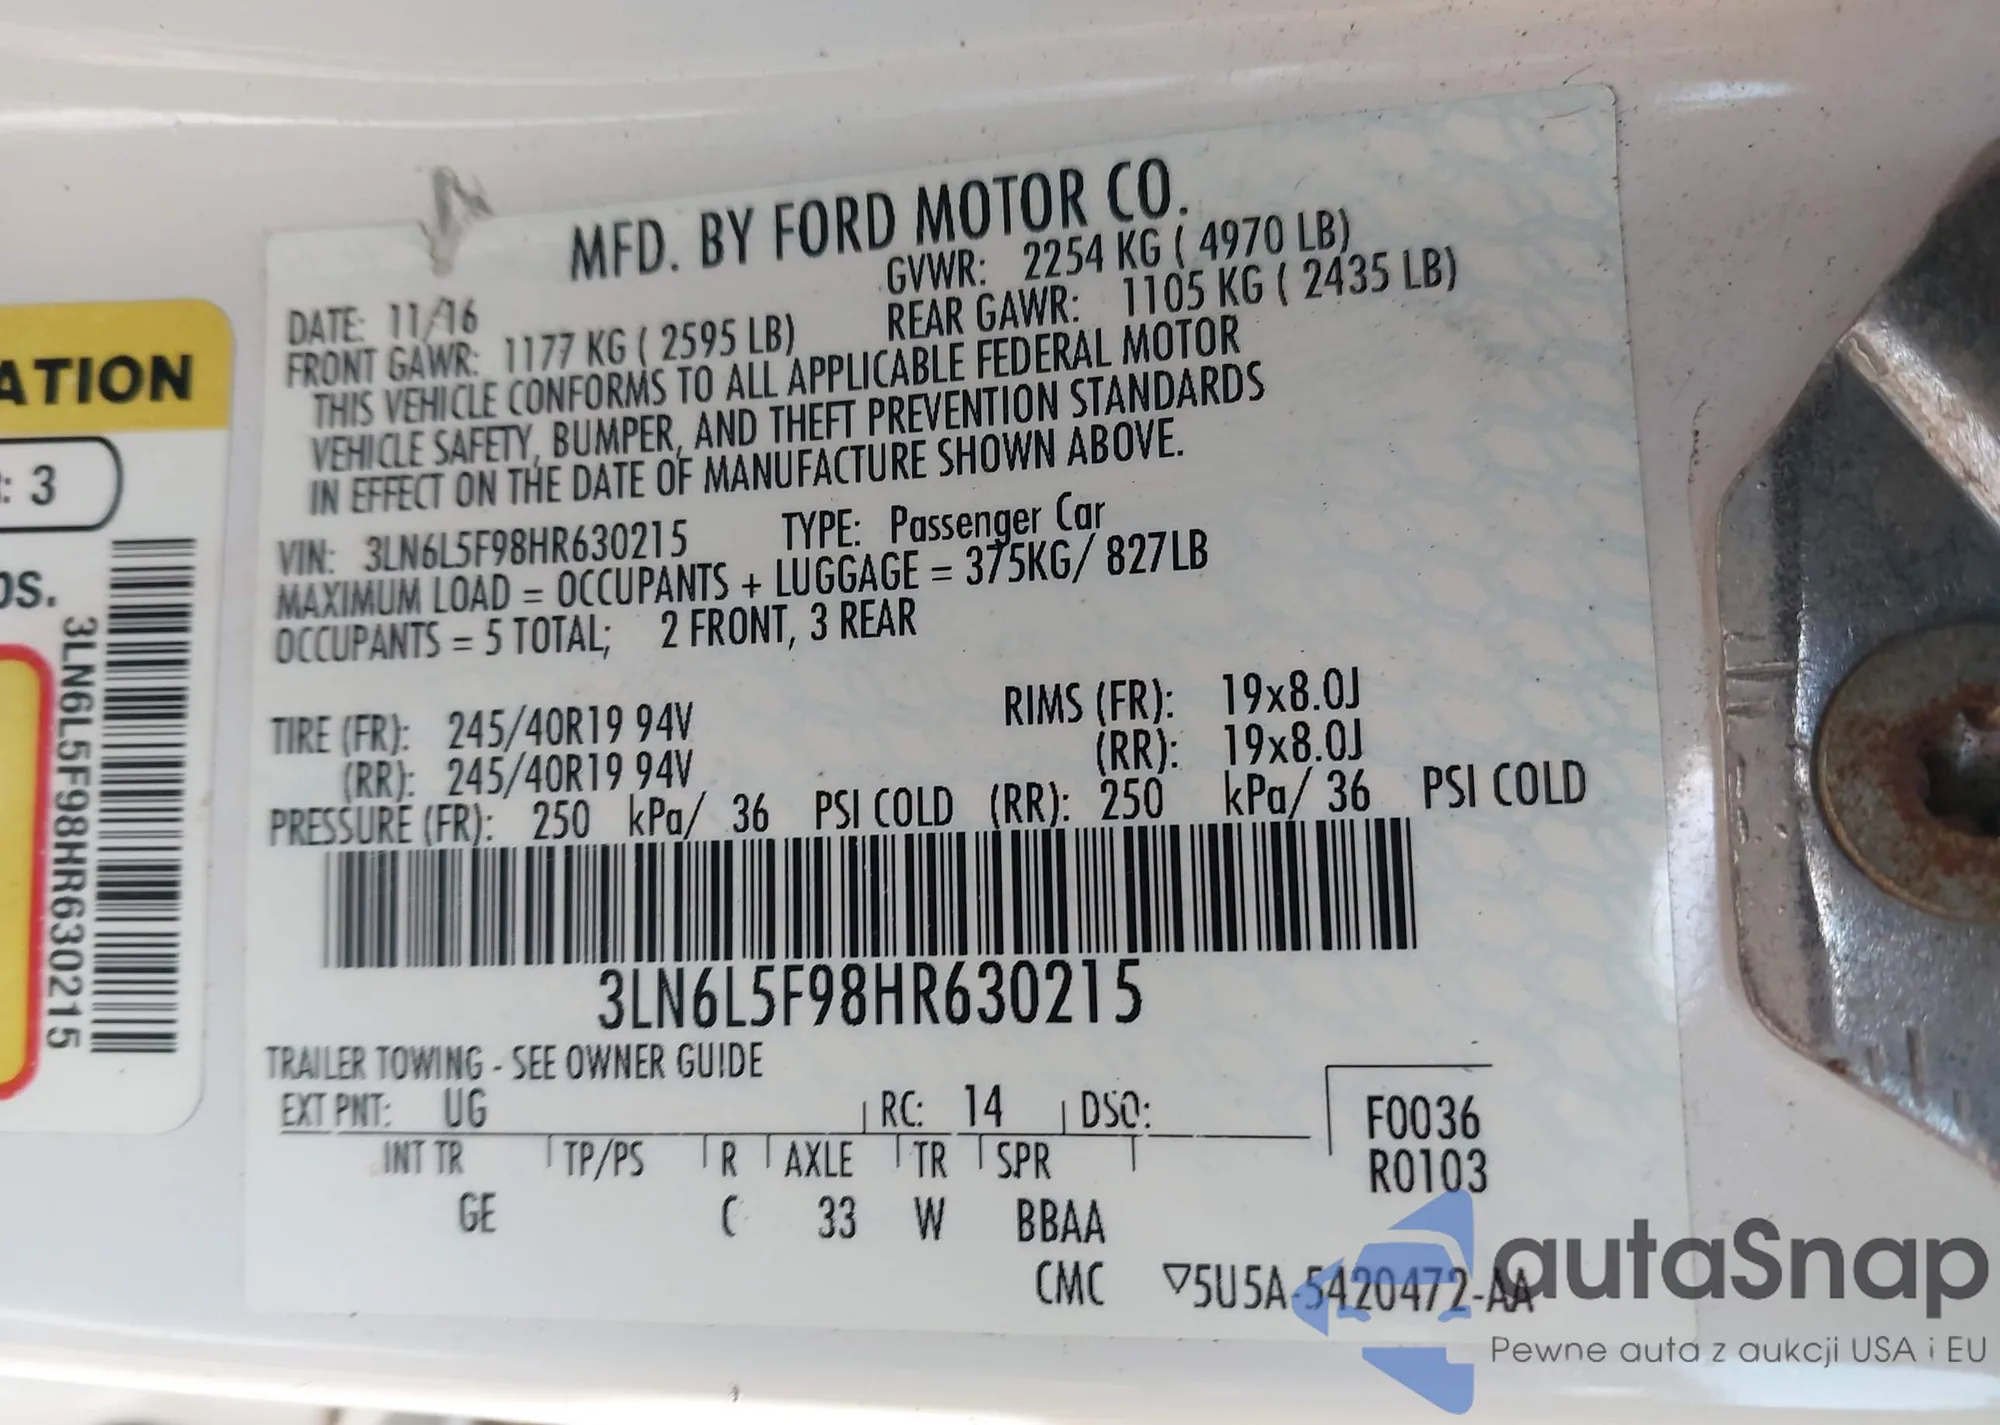 ATION
: 3
OS.
3LN6L5F98HR630215
MFD. BY FORD MOTOR CO.
DATE: 11/16 GVWR: 2254 KG ( 4970 LB)
FRONT GAWR: 1177 KG ( 2595 LB) REAR GAWR: 1105 KG ( 2435 LB)
THIS VEHICLE CONFORMS TO ALL APPLICABLE FEDERAL MOTOR
VEHICLE SAFETY, BUMPER, AND THEFT PREVENTION STANDARDS
IN EFFECT ON THE DATE OF MANUFACTURE SHOWN ABOVE.
VIN: 3LN6L5F98HR630215 TYPE: Passenger Car
MAXIMUM LOAD = OCCUPANTS + LUGGAGE = 375KG/ 827LB
OCCUPANTS = 5 TOTAL; 2 FRONT, 3 REAR
TIRE (FR): 245/40R19 94V RIMS (FR): 19x8.0J
(RR): 245/40R19 94V (RR): 19x8.0J
PRESSURE (FR): 250 kPa/ 36 PSI COLD (RR): 250 kPa/ 36 PSI COLD
3LN6L5F98HR630215
TRAILER TOWING - SEE OWNER GUIDE
EXT PNT: UG RC: 14 DSO: F0036
INT TR TP/PS R AXLE TR SPR R0103
GE C 33 W BBAA
CMC ▽5U5A-5420472-AA
autaSnap
Pewne auta z aukcji USA i EU